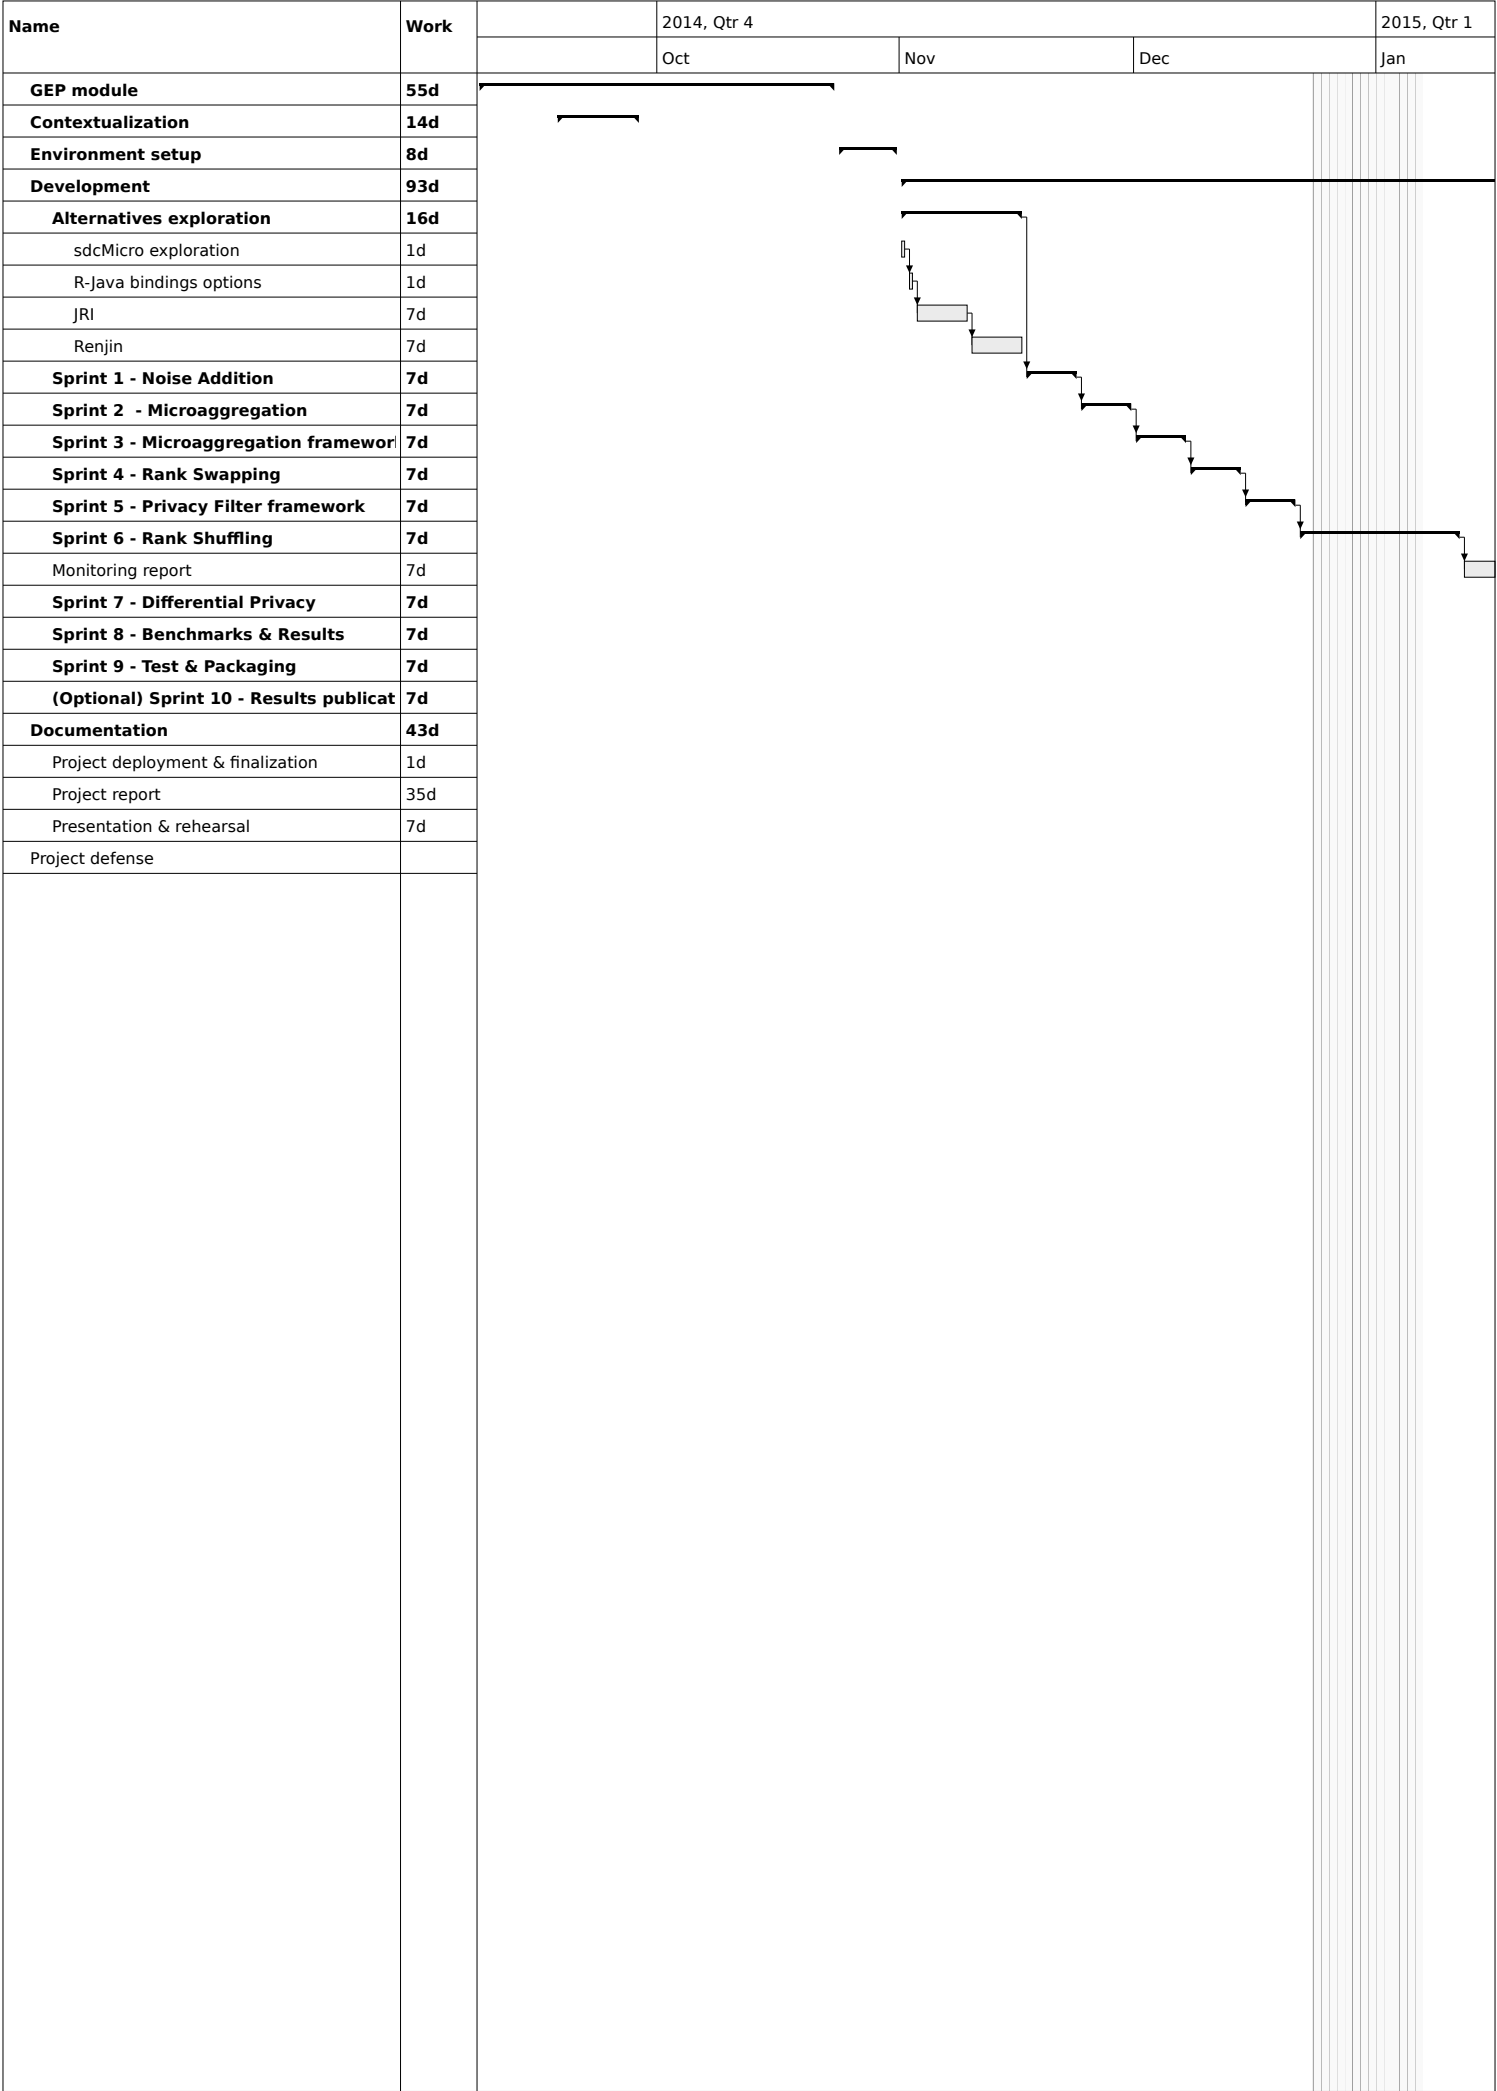 Name Work 2014, Qtr 4 2015, Qtr 1
Oct Nov Dec Jan
GEP module 55d
Contextualization 14d
Environment setup 8d
Development 93d
Alternatives exploration 16d
sdcMicro exploration 1d
R-Java bindings options 1d
JRI 7d
Renjin 7d
Sprint 1 - Noise Addition 7d
Sprint 2  - Microaggregation 7d
Sprint 3 - Microaggregation framewor 7d
Sprint 4 - Rank Swapping 7d
Sprint 5 - Privacy Filter framework 7d
Sprint 6 - Rank Shuffling 7d
Monitoring report 7d
Sprint 7 - Differential Privacy 7d
Sprint 8 - Benchmarks & Results 7d
Sprint 9 - Test & Packaging 7d
(Optional) Sprint 10 - Results publicat 7d
Documentation 43d
Project deployment & finalization 1d
Project report 35d
Presentation & rehearsal 7d
Project defense